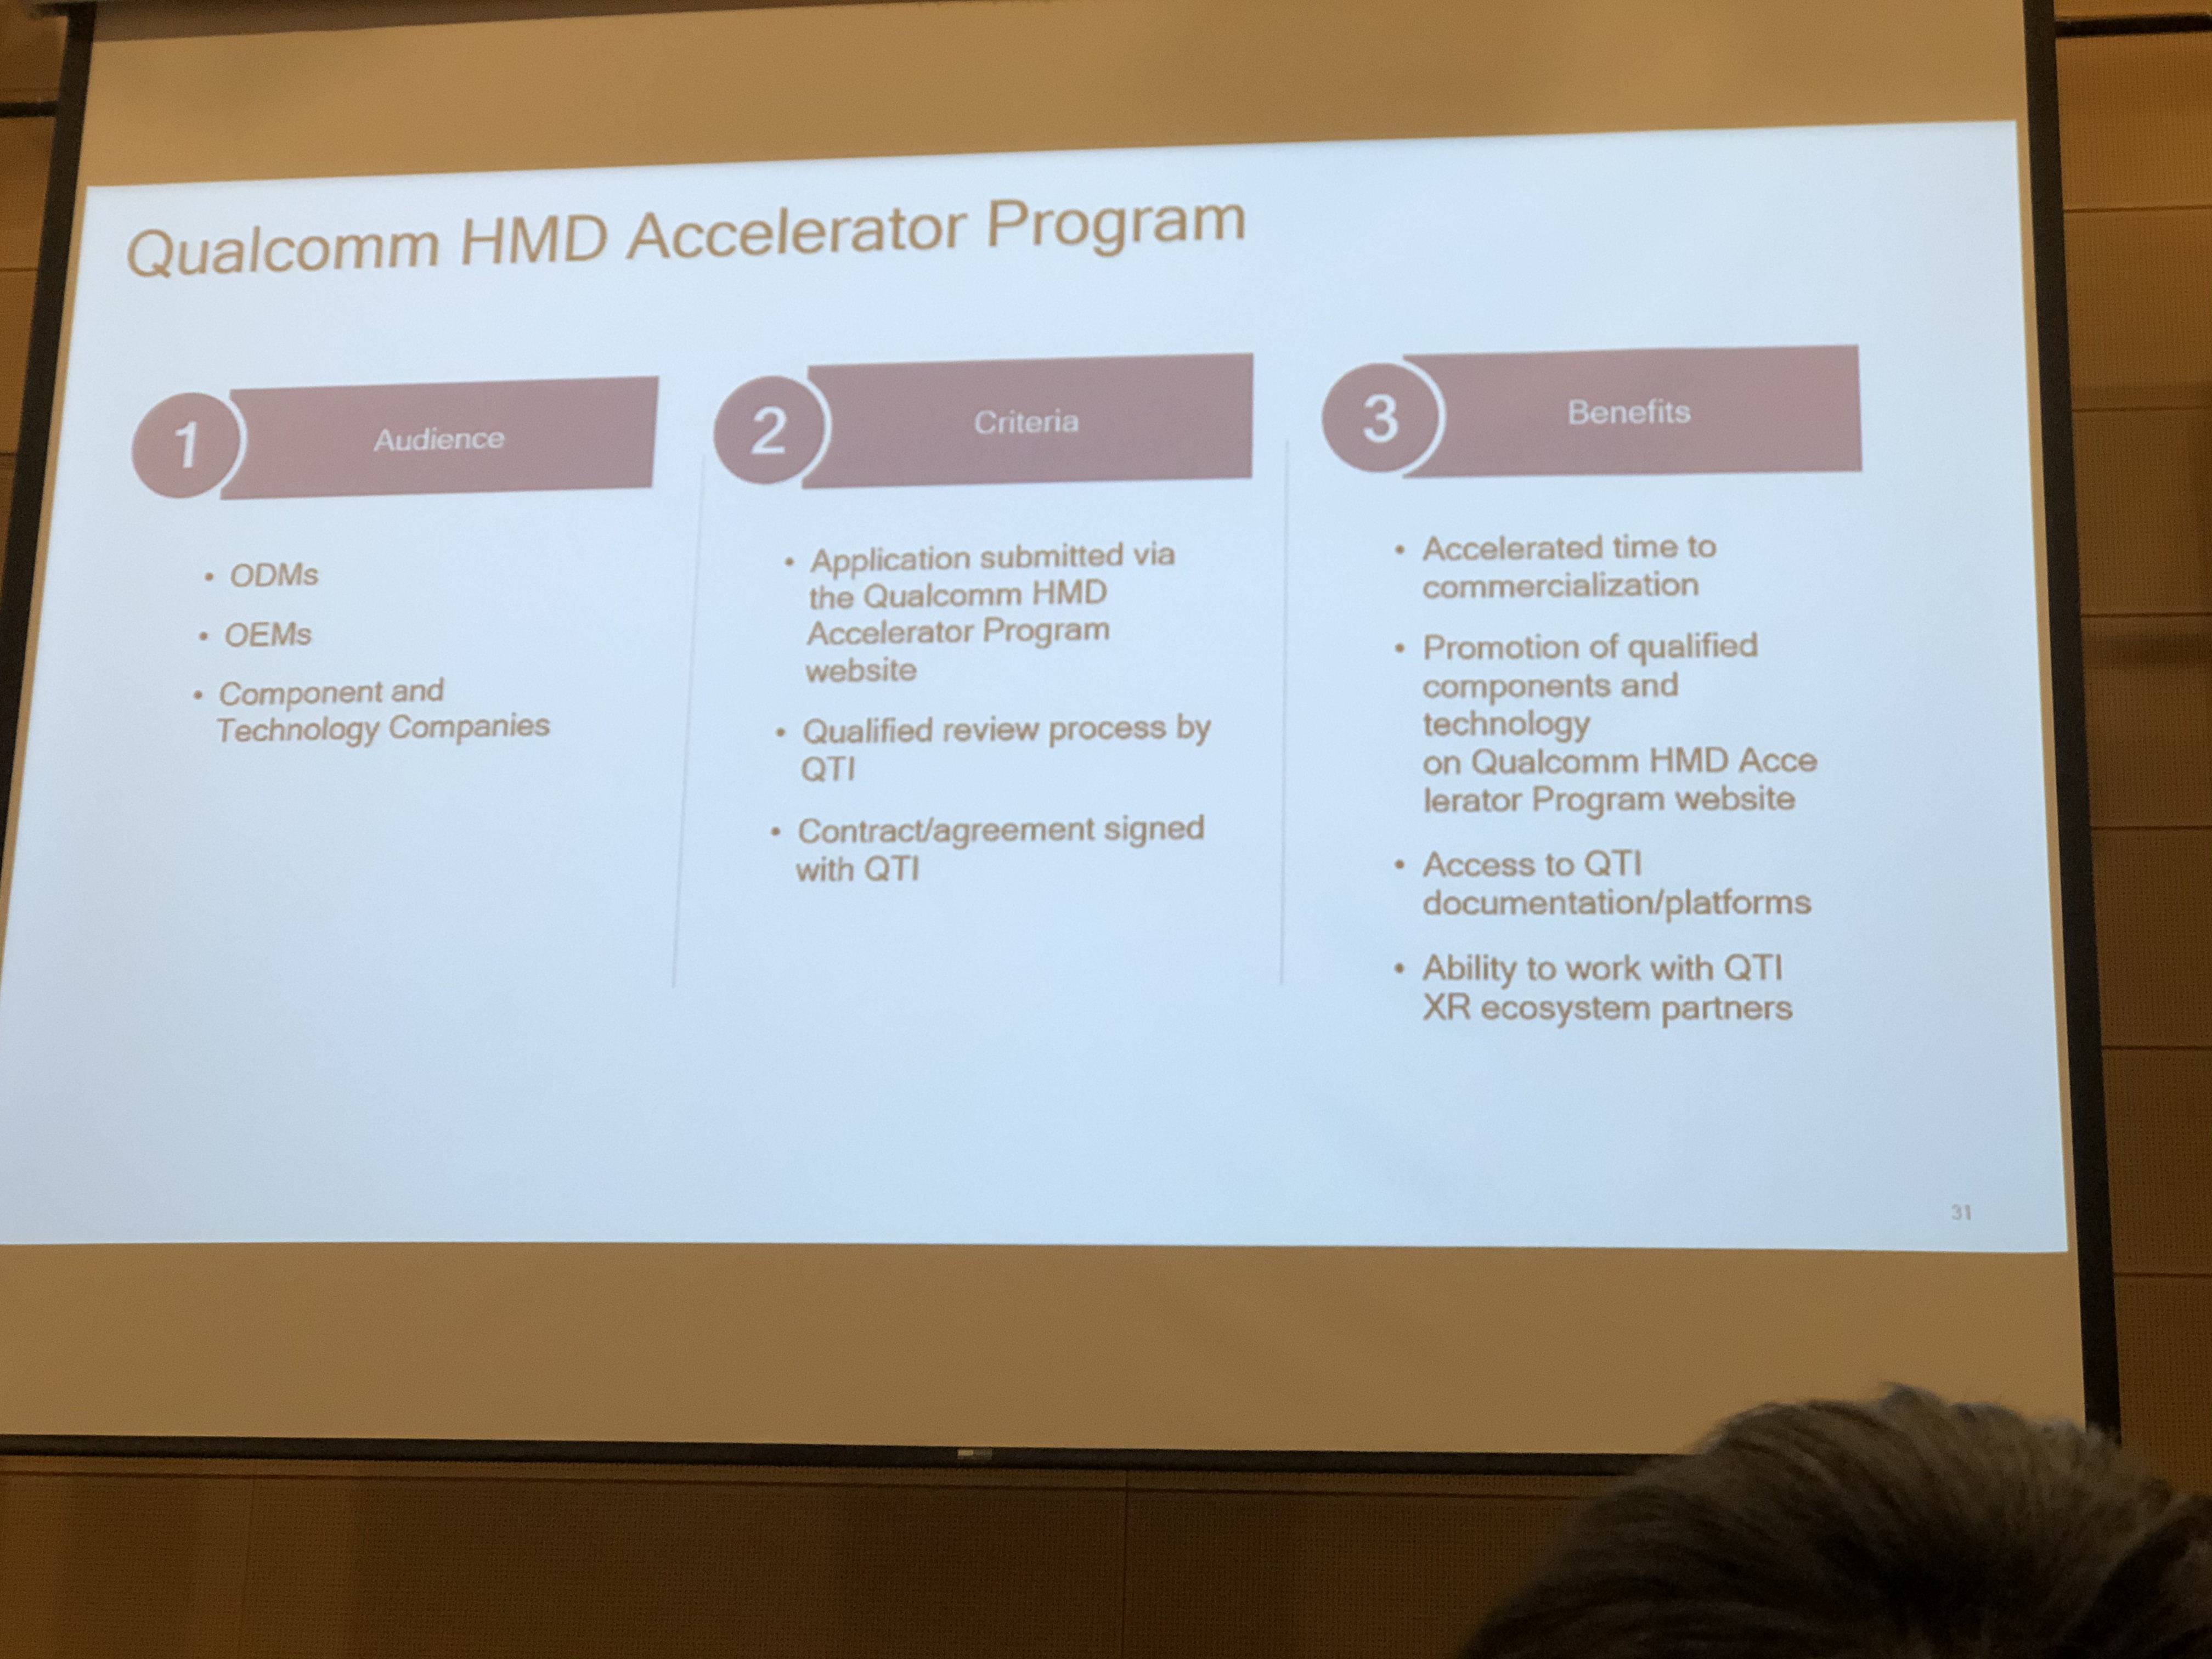 Qualcomm HMD Accelerator Program
1
Audience
• ODMs
• OEMs
• Component and
Technology Companies
2
Criteria
• Application submitted via
the Qualcomm HMD
Accelerator Program
website
• Qualified review process by
QTI
• Contract/agreement signed
with QTI
3
Benefits
• Accelerated time to
commercialization
• Promotion of qualified
components and
technology
on Qualcomm HMD Acce
lerator Program website
• Access to QTI
documentation/platforms
• Ability to work with QTI
XR ecosystem partners
31